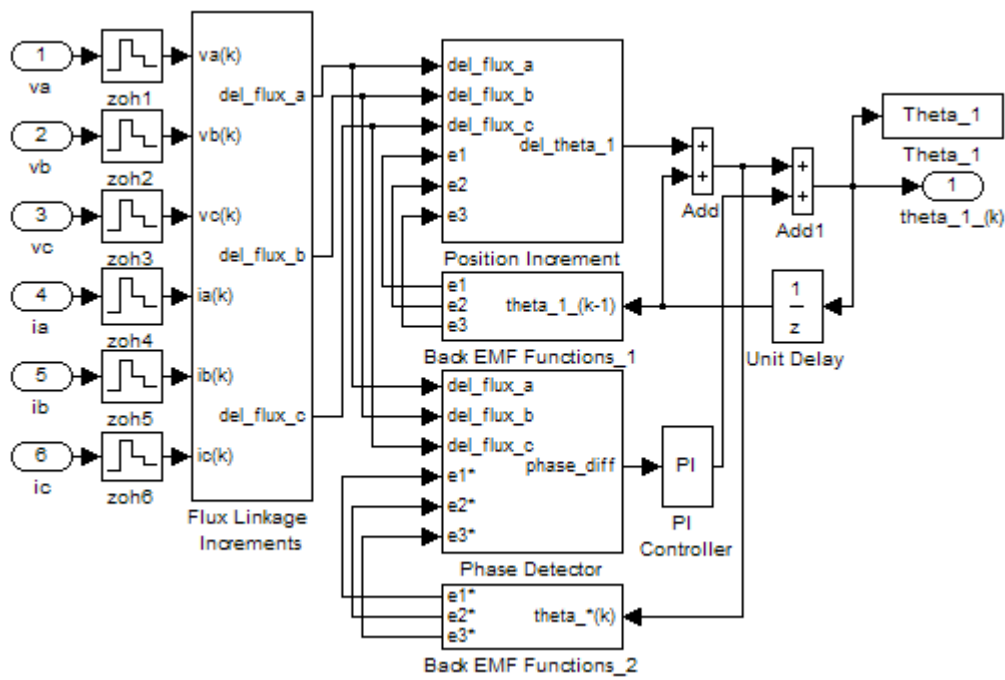 1
va
zoh1
2
vb
zoh2
3
vc
zoh3
4
ia
zoh4
5
ib
zoh5
6
ic
zoh6
va(k)
vb(k)
vc(k)
ia(k)
ib(k)
ic(k)
del_flux_a
del_flux_b
del_flux_c
Flux Linkage
Increments
del_flux_a
del_flux_b
del_flux_c
e1
e2
e3
del_theta_1
Position Increment
e1
e2
e3
theta_1_(k-1)
Back EMF Functions_1
del_flux_a
del_flux_b
del_flux_c
e1*
e2*
e3*
phase_diff
Phase Detector
e1*
e2*
e3*
theta_*(k)
Back EMF Functions_2
PI
PI
Controller
+
+
Add
+
+
Add1
1
z
Unit Delay
Theta_1
Theta_1
1
theta_1_(k)